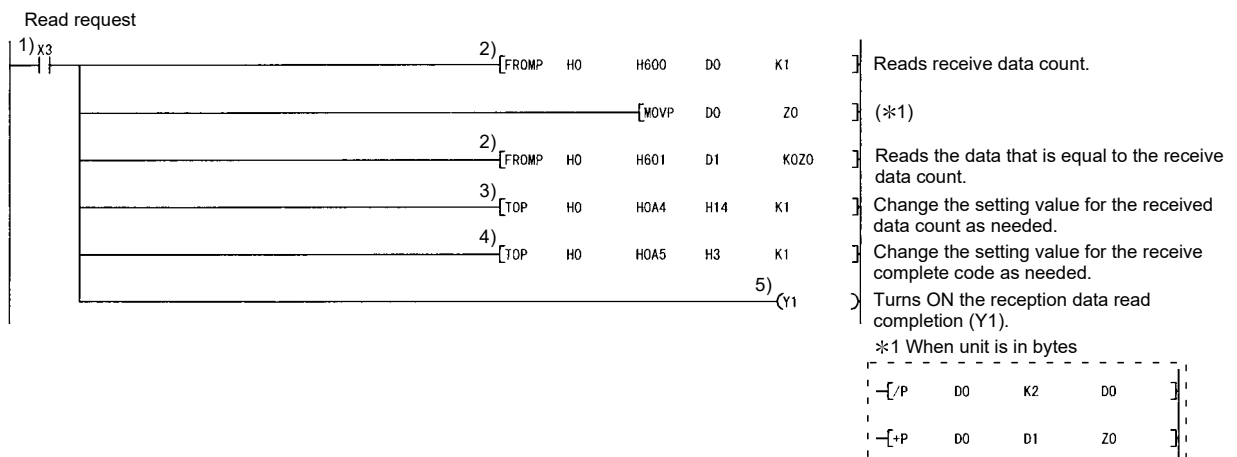 Read request
1) X3
2) [FROMP H0 H600 D0 K1 ] Reads receive data count.
[MOVP D0 Z0 ] (*1)
2) [FROMP H0 H601 D1 K0Z0 ] Reads the data that is equal to the receive
data count.
3) [TOP H0 H0A4 H14 K1 ] Change the setting value for the received
data count as needed.
4) [TOP H0 H0A5 H3 K1 ] Change the setting value for the receive
complete code as needed.
5) (Y1 ) Turns ON the reception data read
completion (Y1).
*1 When unit is in bytes
[/P D0 K2 D0 ]
[+P D0 D1 Z0 ]